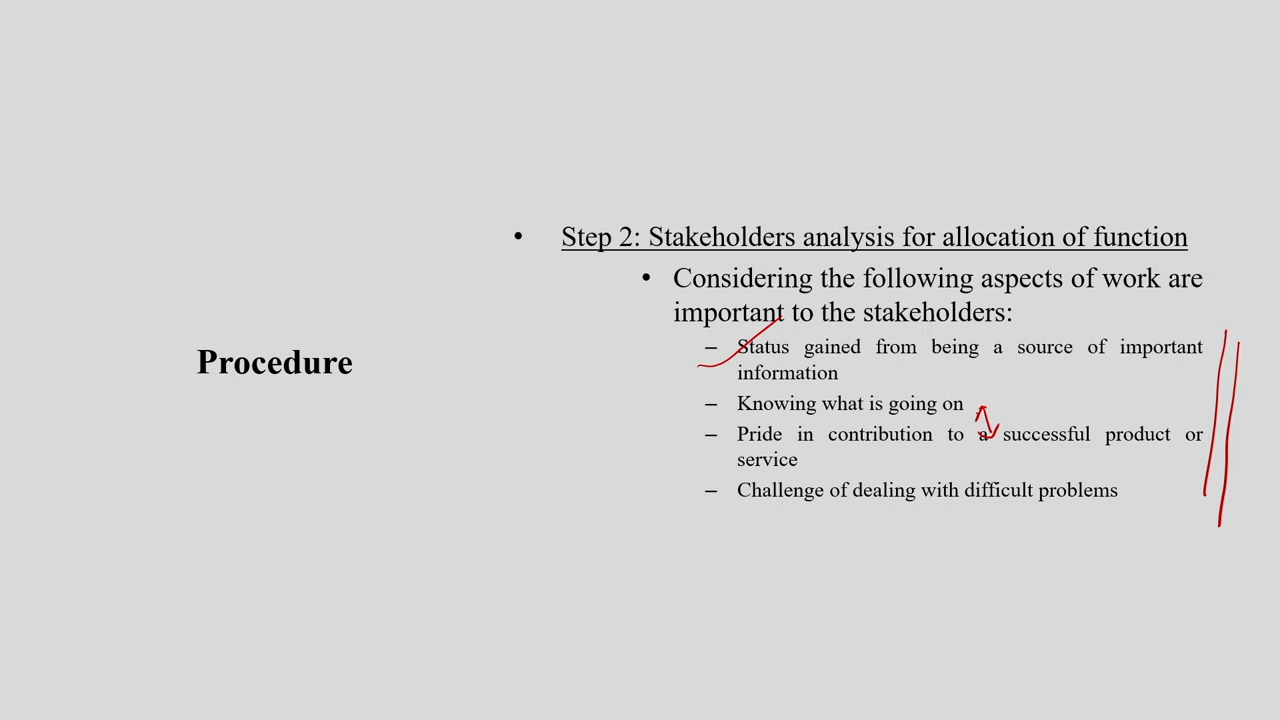 Procedure
• Step 2: Stakeholders analysis for allocation of function
• Considering the following aspects of work are
important to the stakeholders:
– Status gained from being a source of important
information
– Knowing what is going on
– Pride in contribution to a successful product or
service
– Challenge of dealing with difficult problems